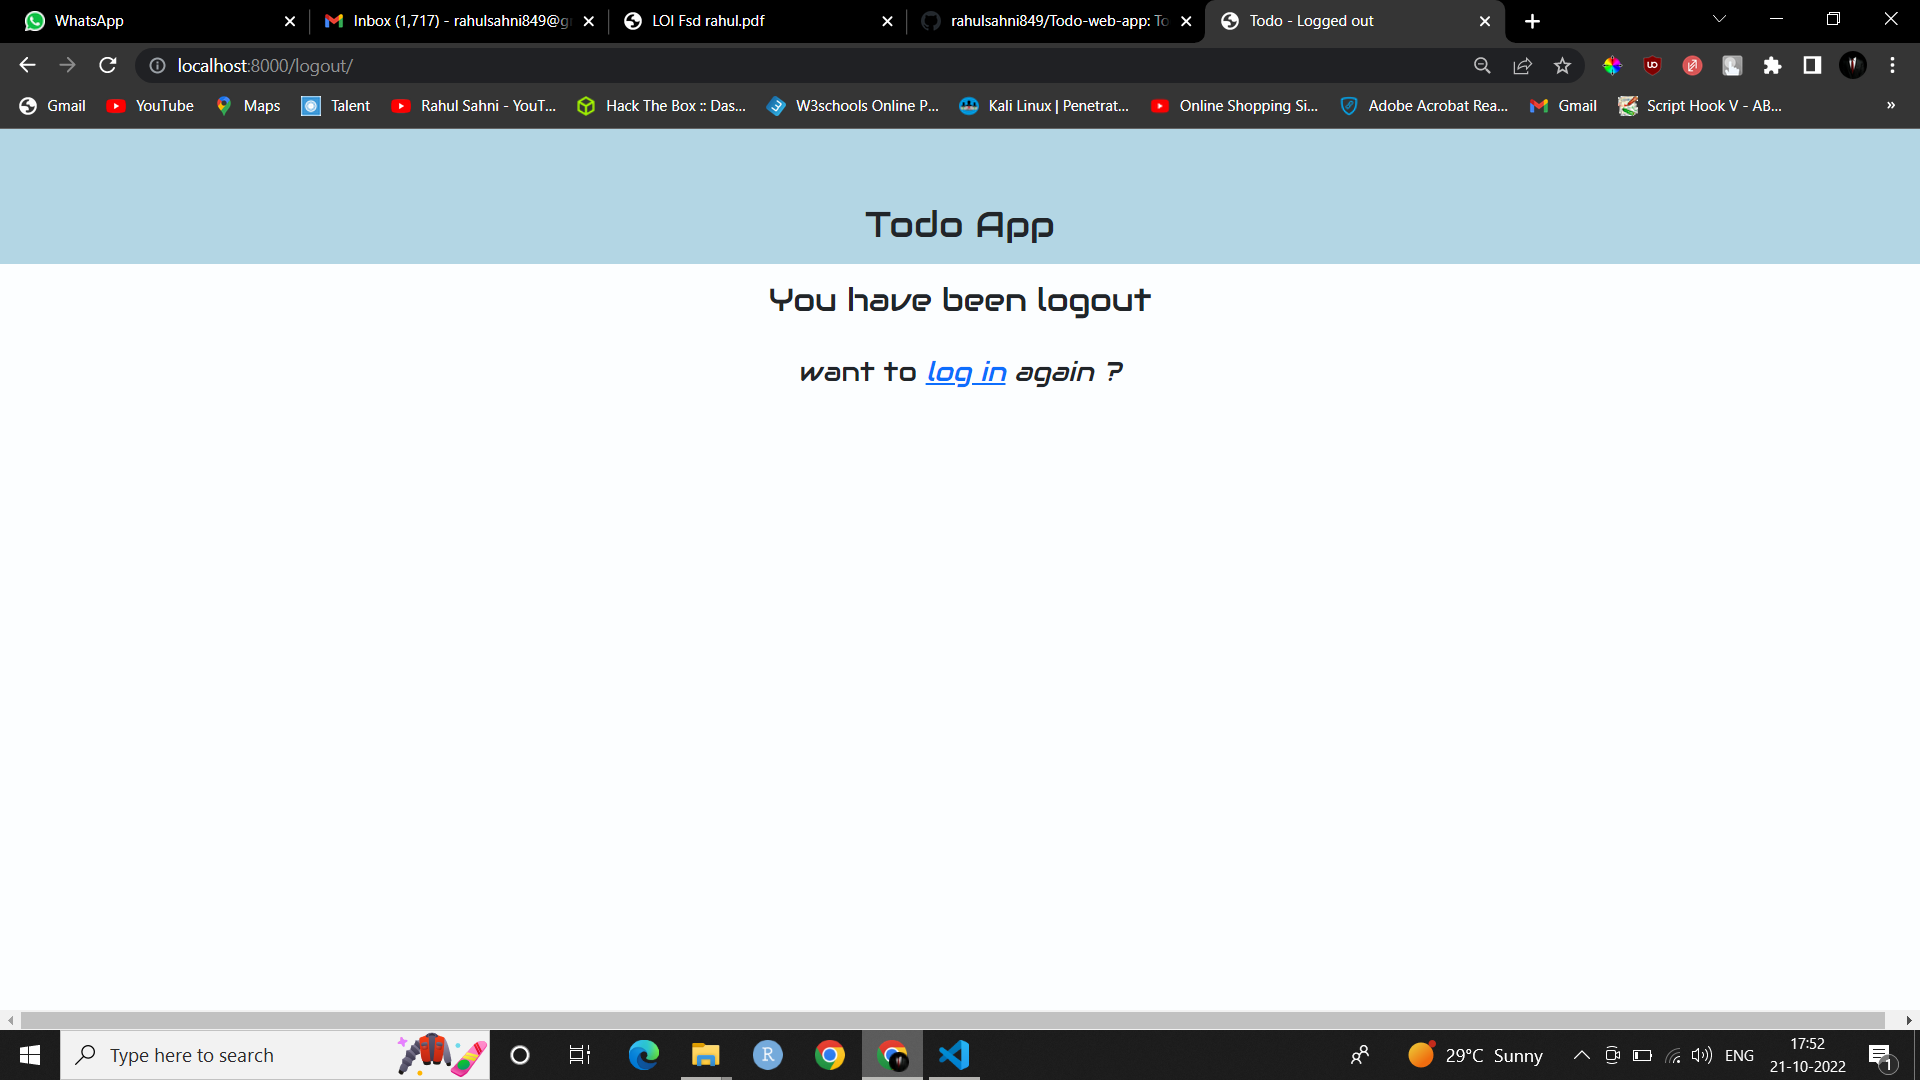 WhatsApp
Inbox (1,717) - rahulsahni849@g
LOI Fsd rahul.pdf
rahulsahni849/Todo-web-app: To
Todo - Logged out
localhost:8000/logout/
Gmail
YouTube
Maps
Talent
Rahul Sahni - YouT...
Hack The Box :: Das...
W3schools Online P...
Kali Linux | Penetrat...
Online Shopping Si...
Adobe Acrobat Rea...
Gmail
Script Hook V - AB...
»
Todo App
You have been logout
want to log in again ?
Type here to search
R
29°C Sunny
ENG
17:52
21-10-2022
1